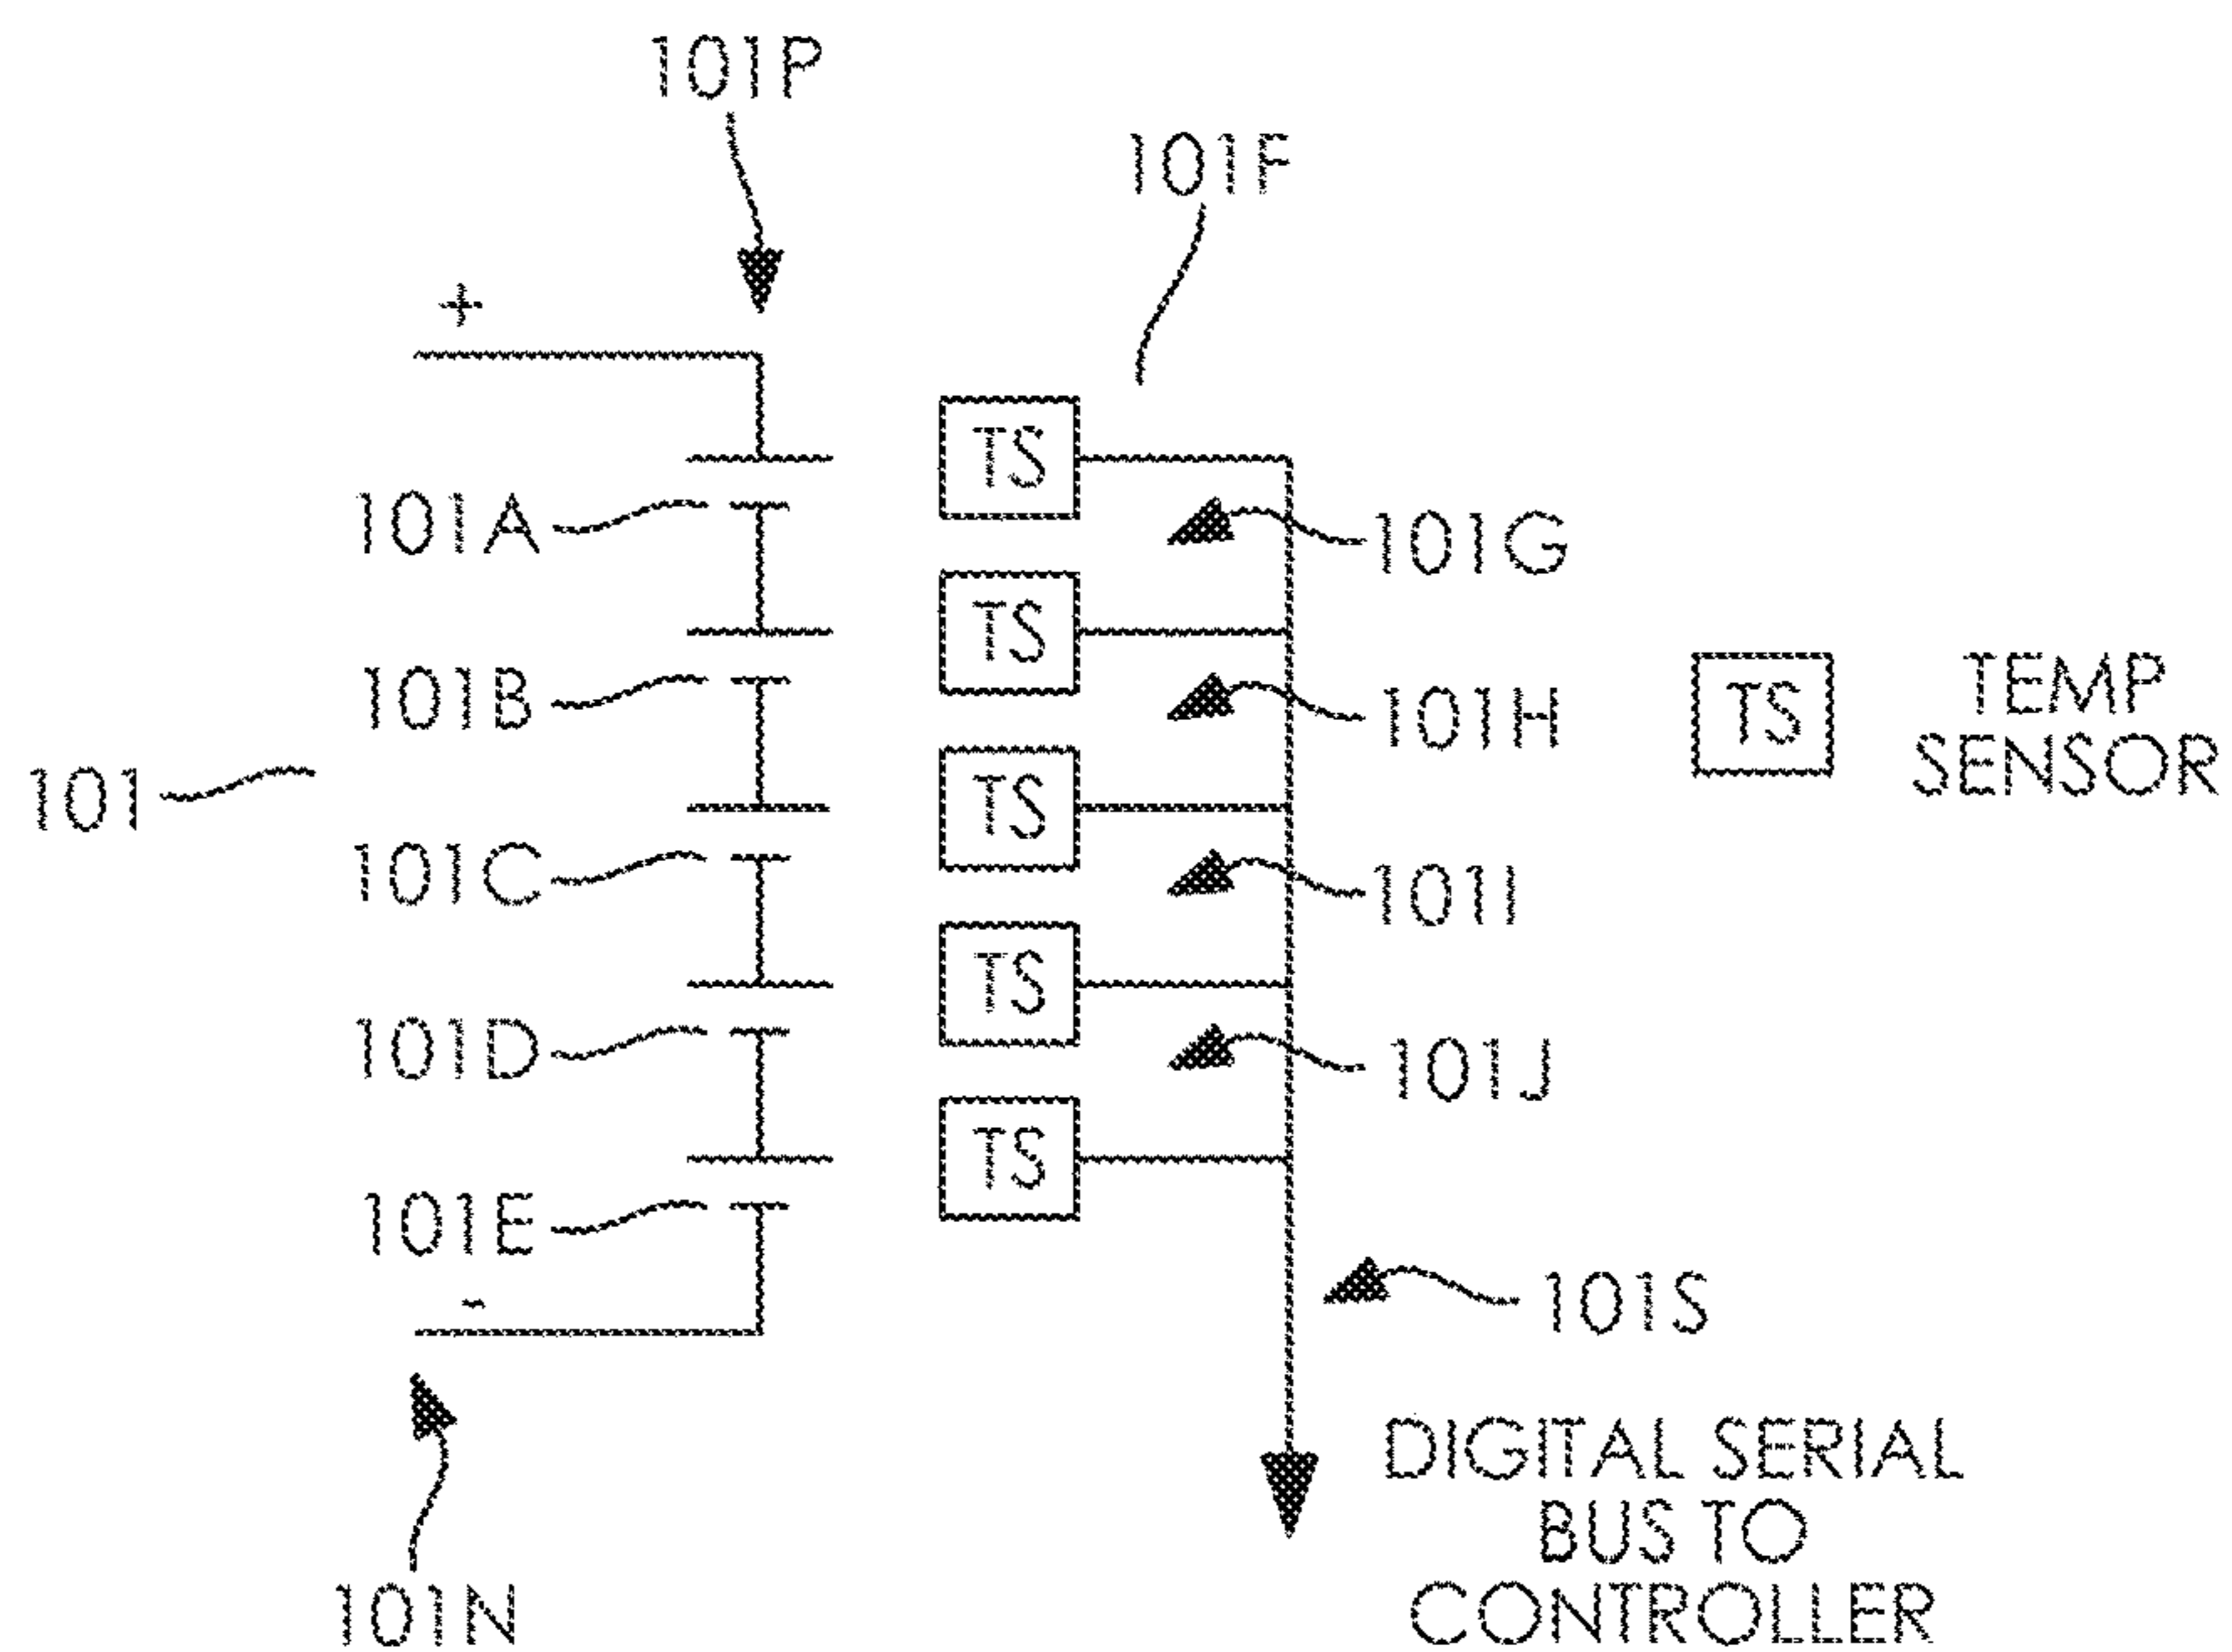 101P
101F
+
TS
101A
101G
TS
101B
101H
TS
TEMP
SENSOR
101
TS
101C
101I
TS
101D
101J
TS
101E
101S
-
DIGITAL SERIAL
BUS TO
CONTROLLER
101N